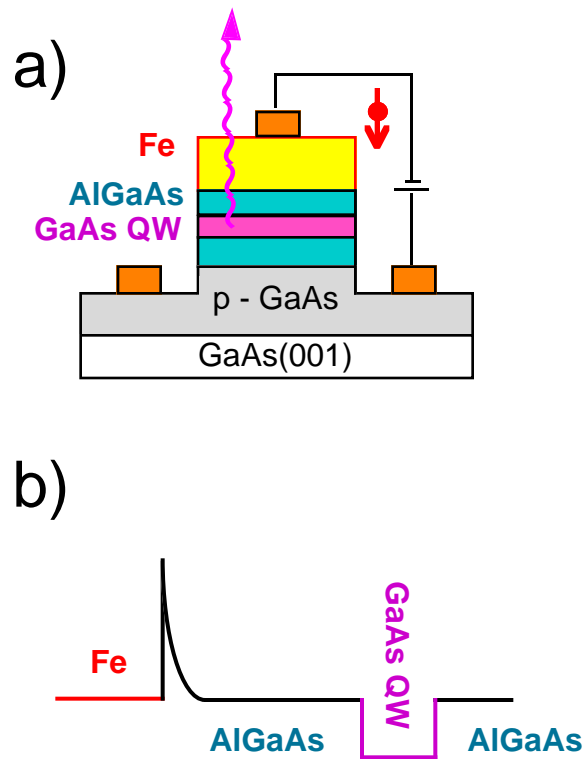 a)
Fe
AlGaAs
GaAs QW
p - GaAs
GaAs(001)
b)
Fe
GaAs QW
AlGaAs
AlGaAs